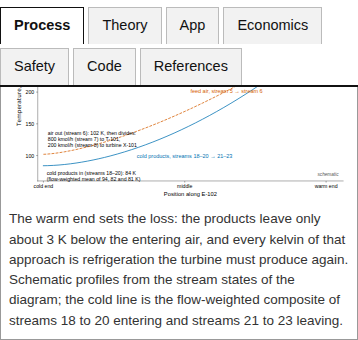 Process Theory App Economics
Safety Code References
Temperature,
200
feed air, stream 5 → stream 6
150
air out (stream 6): 102 K, then divides:
800 kmol/h (stream 7) to T-101,
200 kmol/h (stream 8) to turbine X-101
100
cold products, streams 18–20 → 21–23
cold products in (streams 18–20): 84 K
(flow-weighted mean of 94, 82 and 81 K)
schematic
cold end middle warm end
Position along E-102
The warm end sets the loss: the products leave only
about 3 K below the entering air, and every kelvin of that
approach is refrigeration the turbine must produce again.
Schematic profiles from the stream states of the
diagram; the cold line is the flow-weighted composite of
streams 18 to 20 entering and streams 21 to 23 leaving.